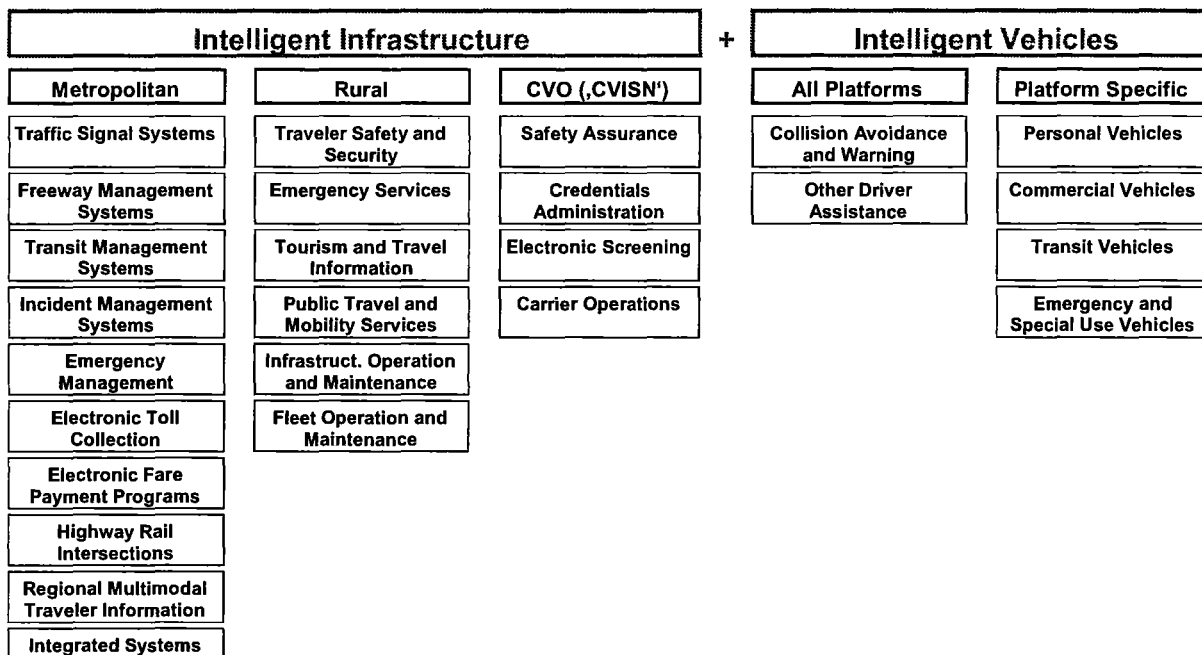 Intelligent Infrastructure
+
Intelligent Vehicles
Metropolitan
Rural
CVO (‚CVISN‘)
All Platforms
Platform Specific
Traffic Signal Systems
Freeway Management
Systems
Transit Management
Systems
Incident Management
Systems
Emergency
Management
Electronic Toll
Collection
Electronic Fare
Payment Programs
Highway Rail
Intersections
Regional Multimodal
Traveler Information
Integrated Systems
Traveler Safety and
Security
Emergency Services
Tourism and Travel
Information
Public Travel and
Mobility Services
Infrastruct. Operation
and Maintenance
Fleet Operation and
Maintenance
Safety Assurance
Credentials
Administration
Electronic Screening
Carrier Operations
Collision Avoidance
and Warning
Other Driver
Assistance
Personal Vehicles
Commercial Vehicles
Transit Vehicles
Emergency and
Special Use Vehicles